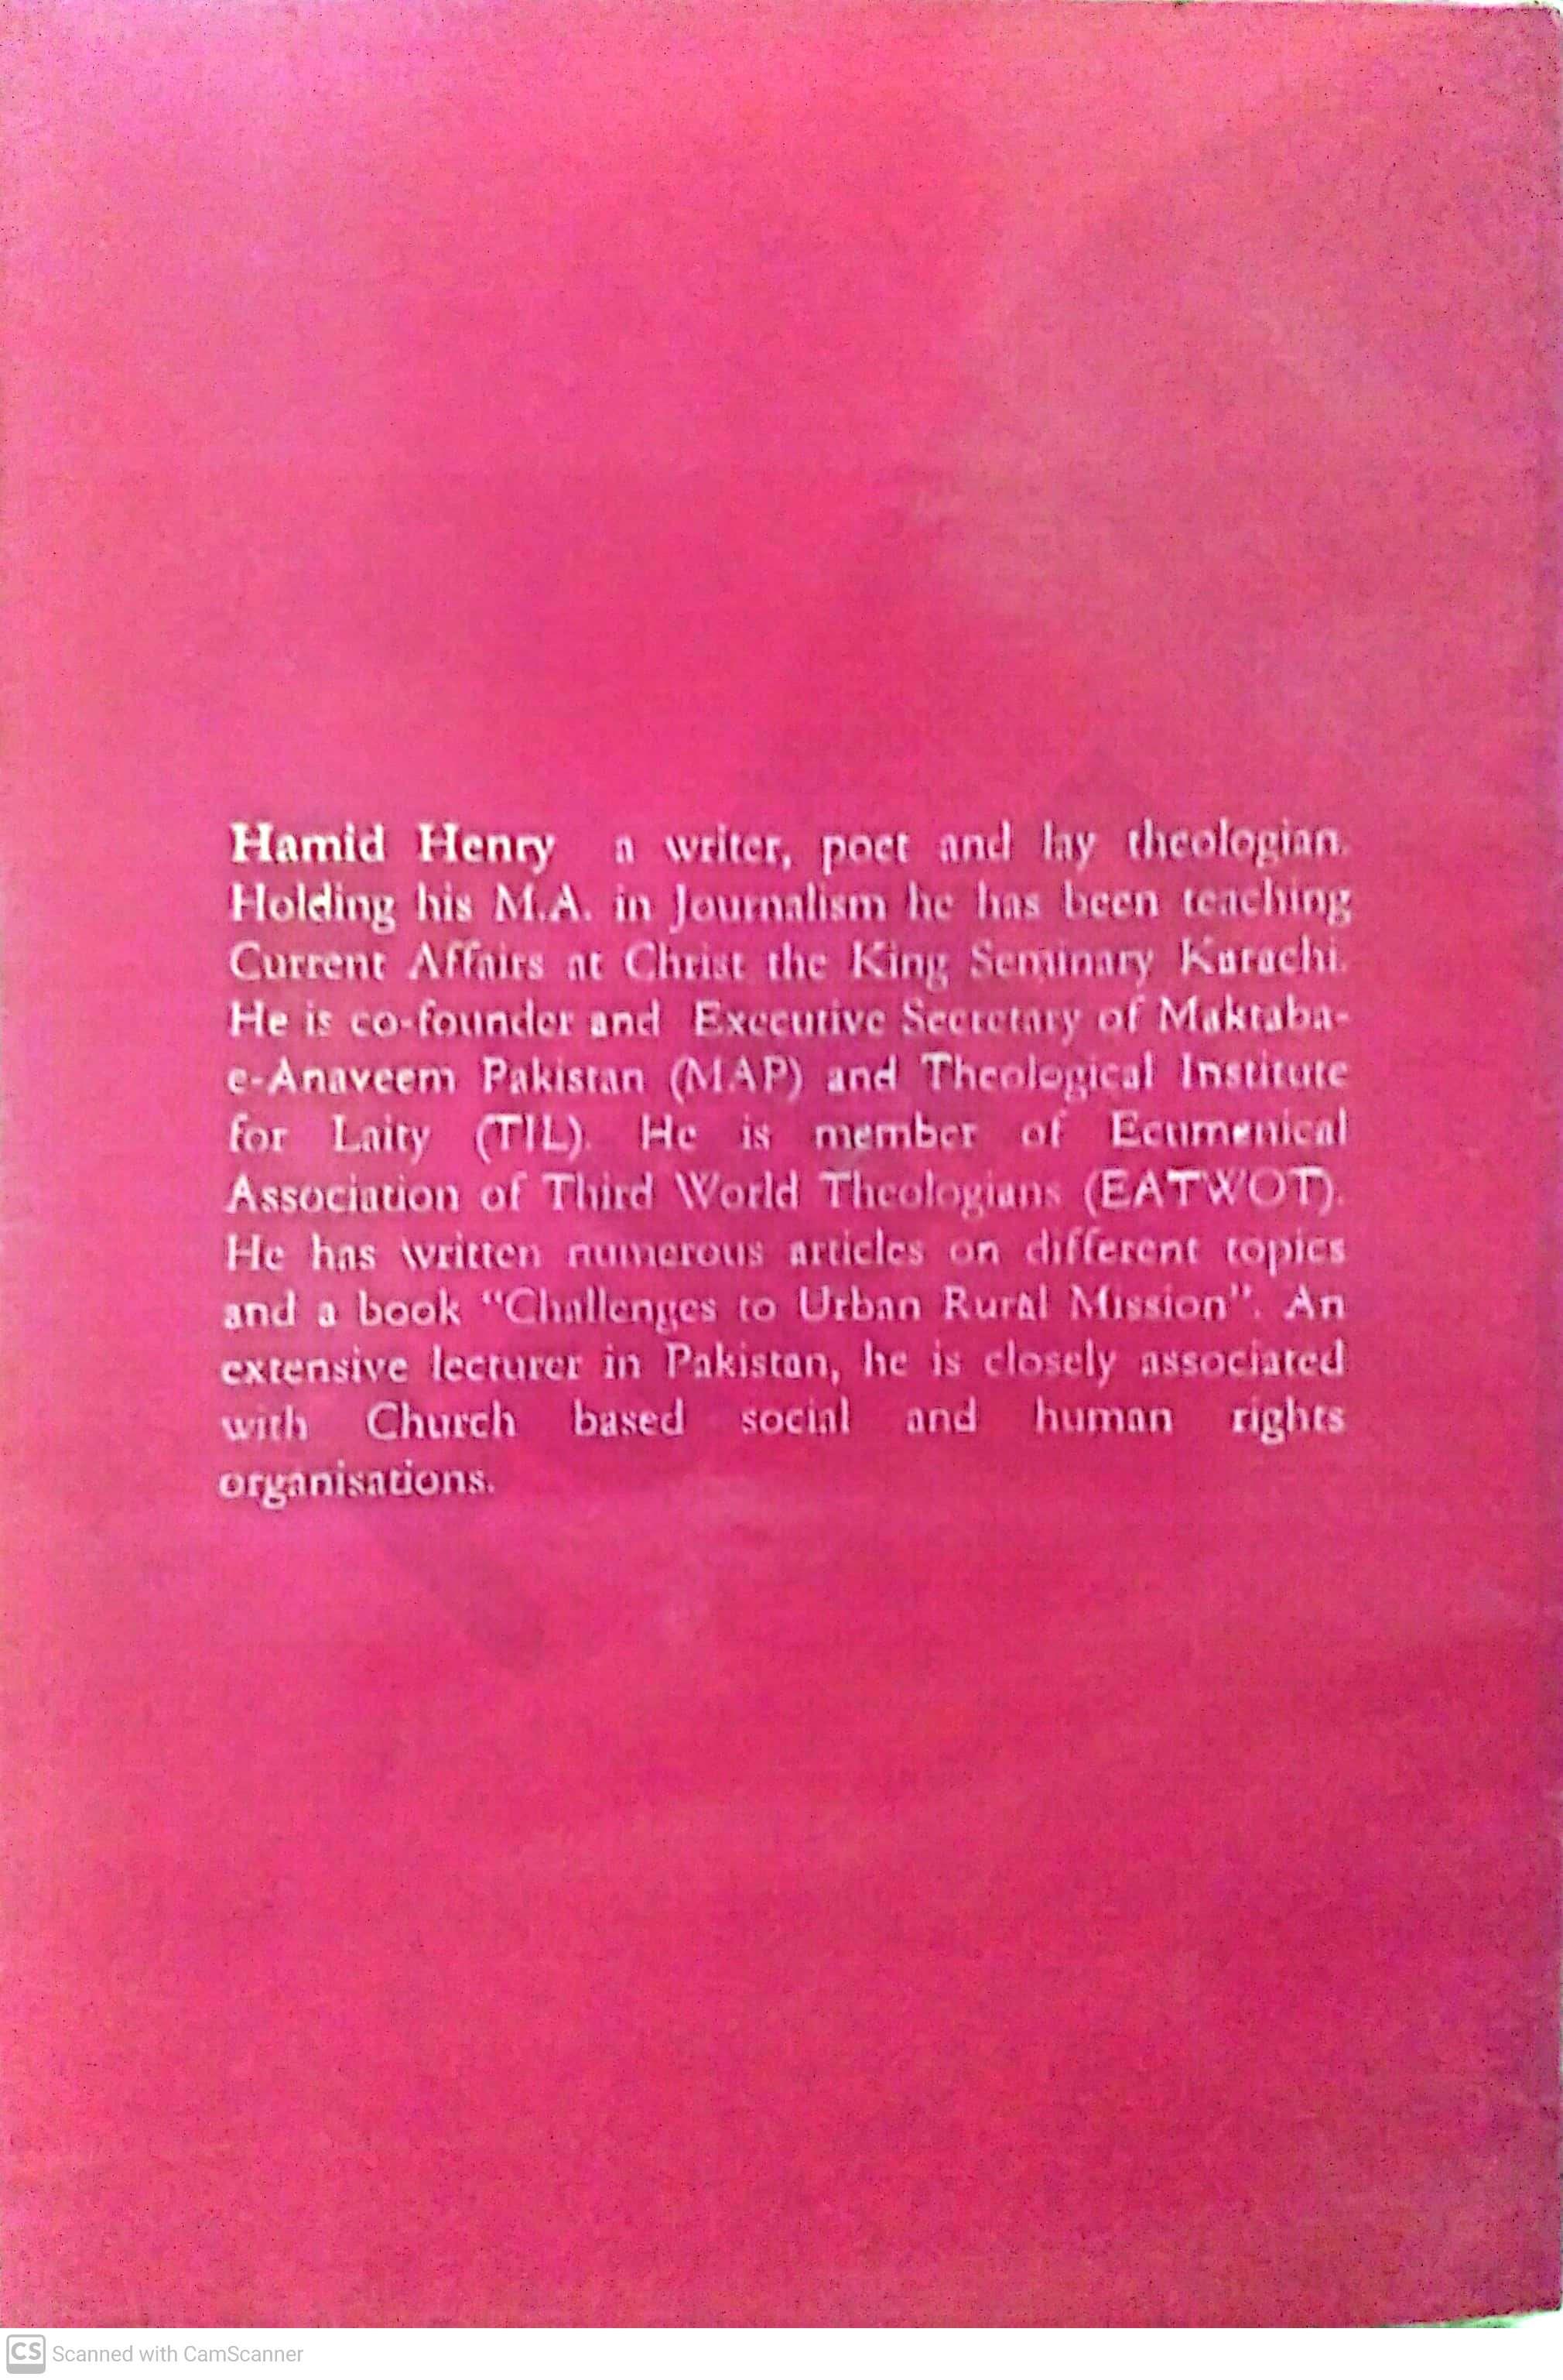 Hamid Henry a writer, poet and lay theologian.
Holding his M.A. in Journalism he has been teaching
Current Affairs at Christ the King Seminary Karachi.
He is co-founder and Executive Secretary of Maktaba-
e-Anaveem Pakistan (MAP) and Theological Institute
for Laity (TIL). He is member of Ecumenical
Association of Third World Theologians (EATWOT).
He has written numerous articles on different topics
and a book “Challenges to Urban Rural Mission”. An
extensive lecturer in Pakistan, he is closely associated
with Church based social and human rights
organisations.
CS Scanned with CamScanner